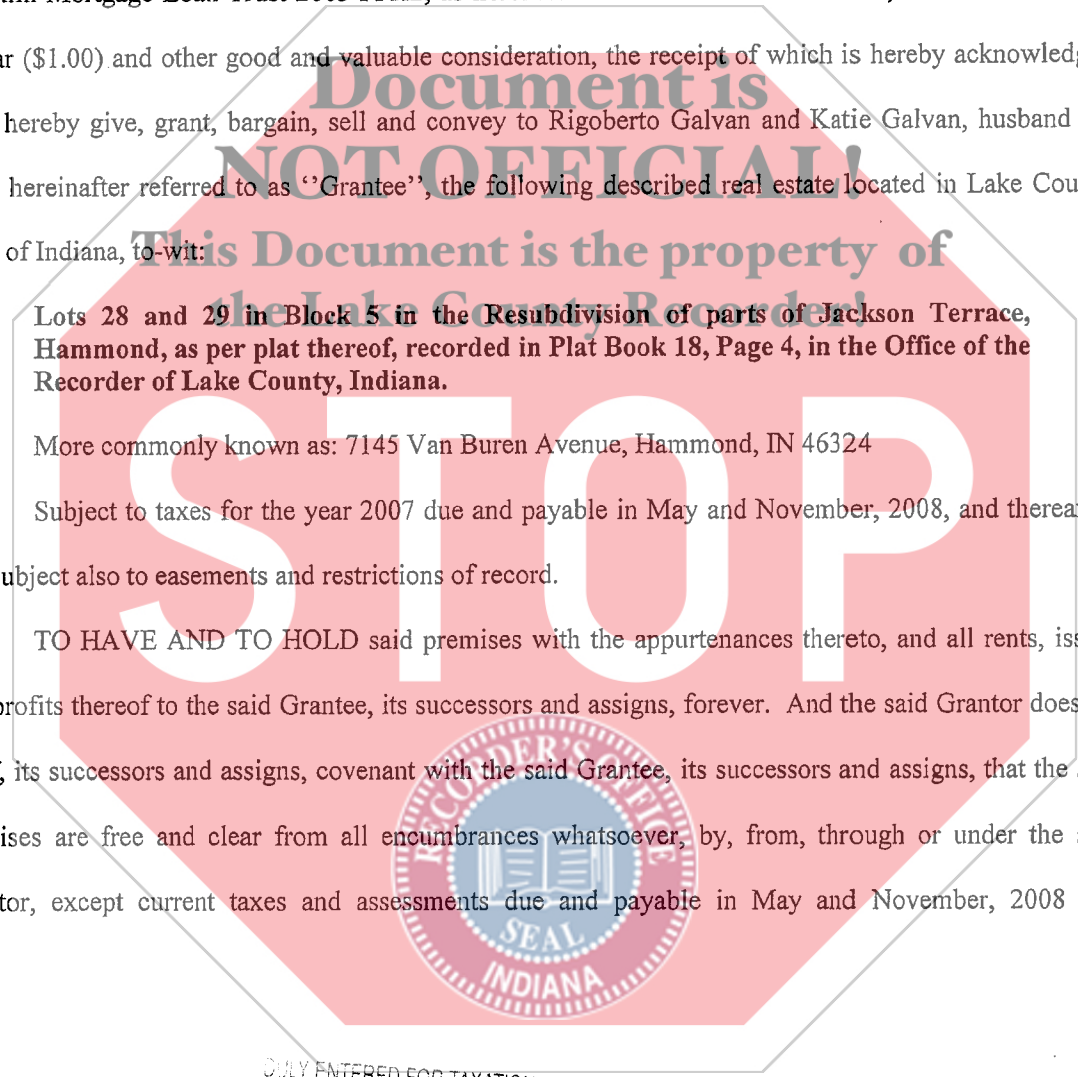 ar ($1.00) and other good and valuable consideration, the receipt of which is hereby acknowledg
Document is
hereby give, grant, bargain, sell and convey to Rigoberto Galvan and Katie Galvan, husband
NOT OFFICIAL!
hereinafter referred to as ‘‘Grantee’’, the following described real estate located in Lake Cou
of Indiana, to-wit:
This Document is the property of
the Lake County Recorder!
Lots 28 and 29 in Block 5 in the Resubdivision of parts of Jackson Terrace,
Hammond, as per plat thereof, recorded in Plat Book 18, Page 4, in the Office of the
Recorder of Lake County, Indiana.
STOP
More commonly known as: 7145 Van Buren Avenue, Hammond, IN 46324
Subject to taxes for the year 2007 due and payable in May and November, 2008, and therea
ubject also to easements and restrictions of record.
TO HAVE AND TO HOLD said premises with the appurtenances thereto, and all rents, iss
profits thereof to the said Grantee, its successors and assigns, forever. And the said Grantor does
, its successors and assigns, covenant with the said Grantee, its successors and assigns, that the
ises are free and clear from all encumbrances whatsoever, by, from, through or under the
tor, except current taxes and assessments due and payable in May and November, 2008
RECORDER'S OFFICE
SEAL
INDIANA
DULY ENTERED FOR TAXATION